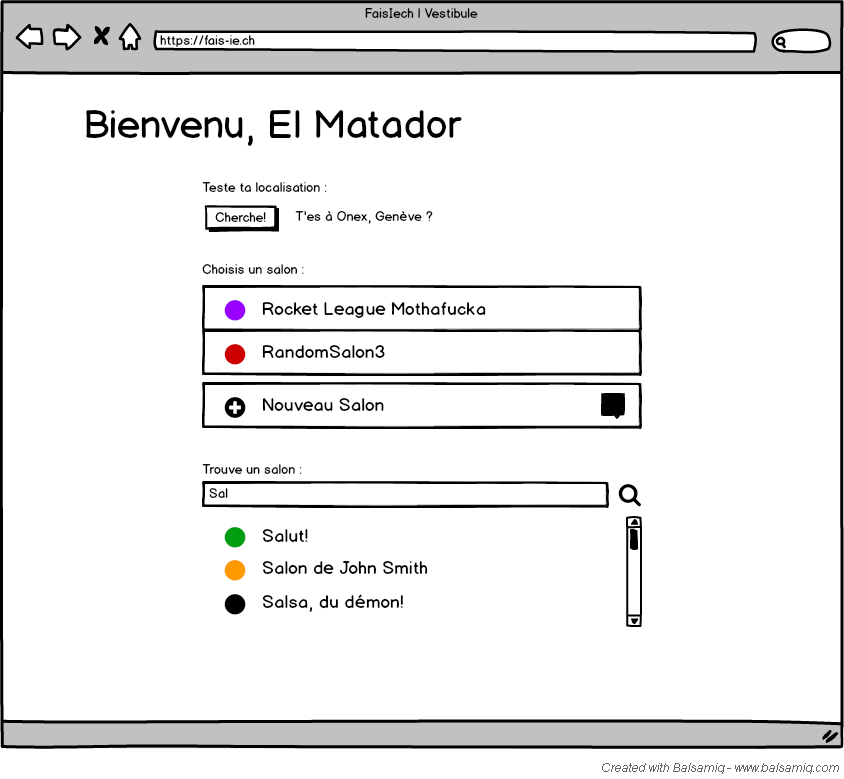 FaisIech | Vestibule
https://fais-ie.ch
Bienvenu, El Matador
Teste ta localisation :
Cherche! T'es à Onex, Genève ?
Choisis un salon :
Rocket League Mothafucka
RandomSalon3
Nouveau Salon
Trouve un salon :
Sal
Salut!
Salon de John Smith
Salsa, du démon!
Created with Balsamiq - www.balsamiq.com